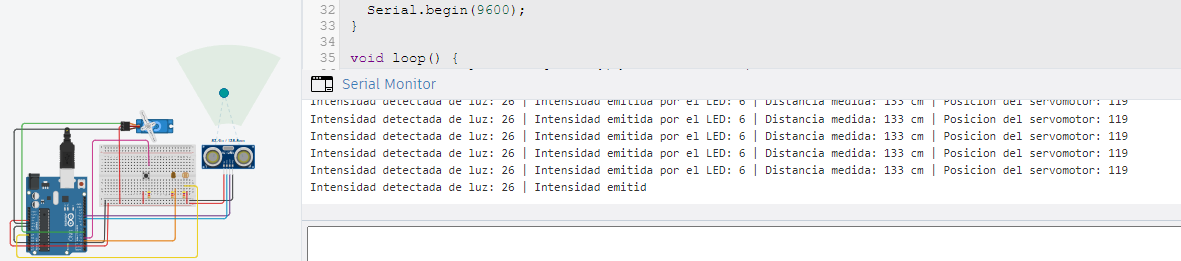 32 Serial.begin(9600);
33 }
34
35 void loop() {
Serial Monitor
Intensidad detectada de luz: 26 | Intensidad emitida por el LED: 6 | Distancia medida: 133 cm | Posicion del servomotor: 119
Intensidad detectada de luz: 26 | Intensidad emitida por el LED: 6 | Distancia medida: 133 cm | Posicion del servomotor: 119
Intensidad detectada de luz: 26 | Intensidad emitida por el LED: 6 | Distancia medida: 133 cm | Posicion del servomotor: 119
Intensidad detectada de luz: 26 | Intensidad emitida por el LED: 6 | Distancia medida: 133 cm | Posicion del servomotor: 119
Intensidad detectada de luz: 26 | Intensidad emitida por el LED: 6 | Distancia medida: 133 cm | Posicion del servomotor: 119
Intensidad detectada de luz: 26 | Intensidad emitid